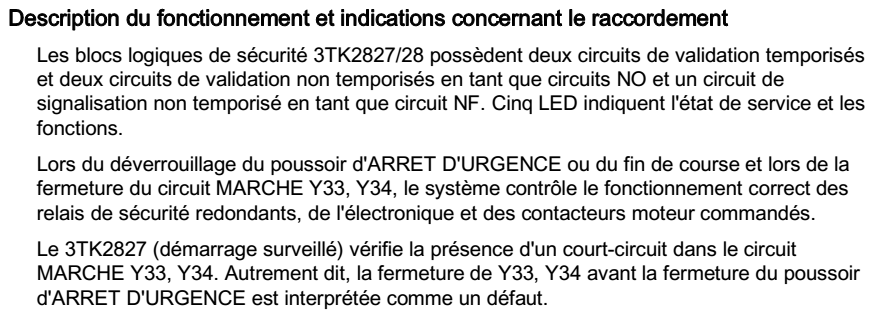 Description du fonctionnement et indications concernant le raccordement
Les blocs logiques de sécurité 3TK2827/28 possèdent deux circuits de validation temporisés
et deux circuits de validation non temporisés en tant que circuits NO et un circuit de
signalisation non temporisé en tant que circuit NF. Cinq LED indiquent l'état de service et les
fonctions.
Lors du déverrouillage du poussoir d'ARRET D'URGENCE ou du fin de course et lors de la
fermeture du circuit MARCHE Y33, Y34, le système contrôle le fonctionnement correct des
relais de sécurité redondants, de l'électronique et des contacteurs moteur commandés.
Le 3TK2827 (démarrage surveillé) vérifie la présence d'un court-circuit dans le circuit
MARCHE Y33, Y34. Autrement dit, la fermeture de Y33, Y34 avant la fermeture du poussoir
d'ARRET D'URGENCE est interprétée comme un défaut.